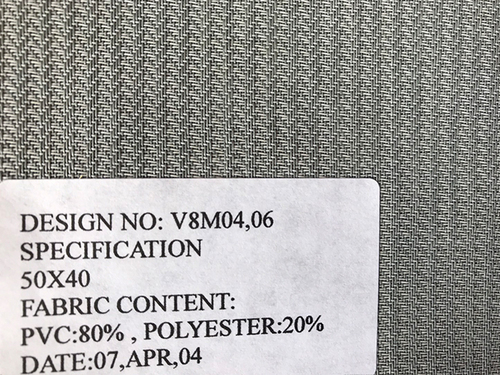 DESIGN NO: V8M04,06
SPECIFICATION
50X40
FABRIC CONTENT:
PVC:80% , POLYESTER:20%
DATE:07,APR,04